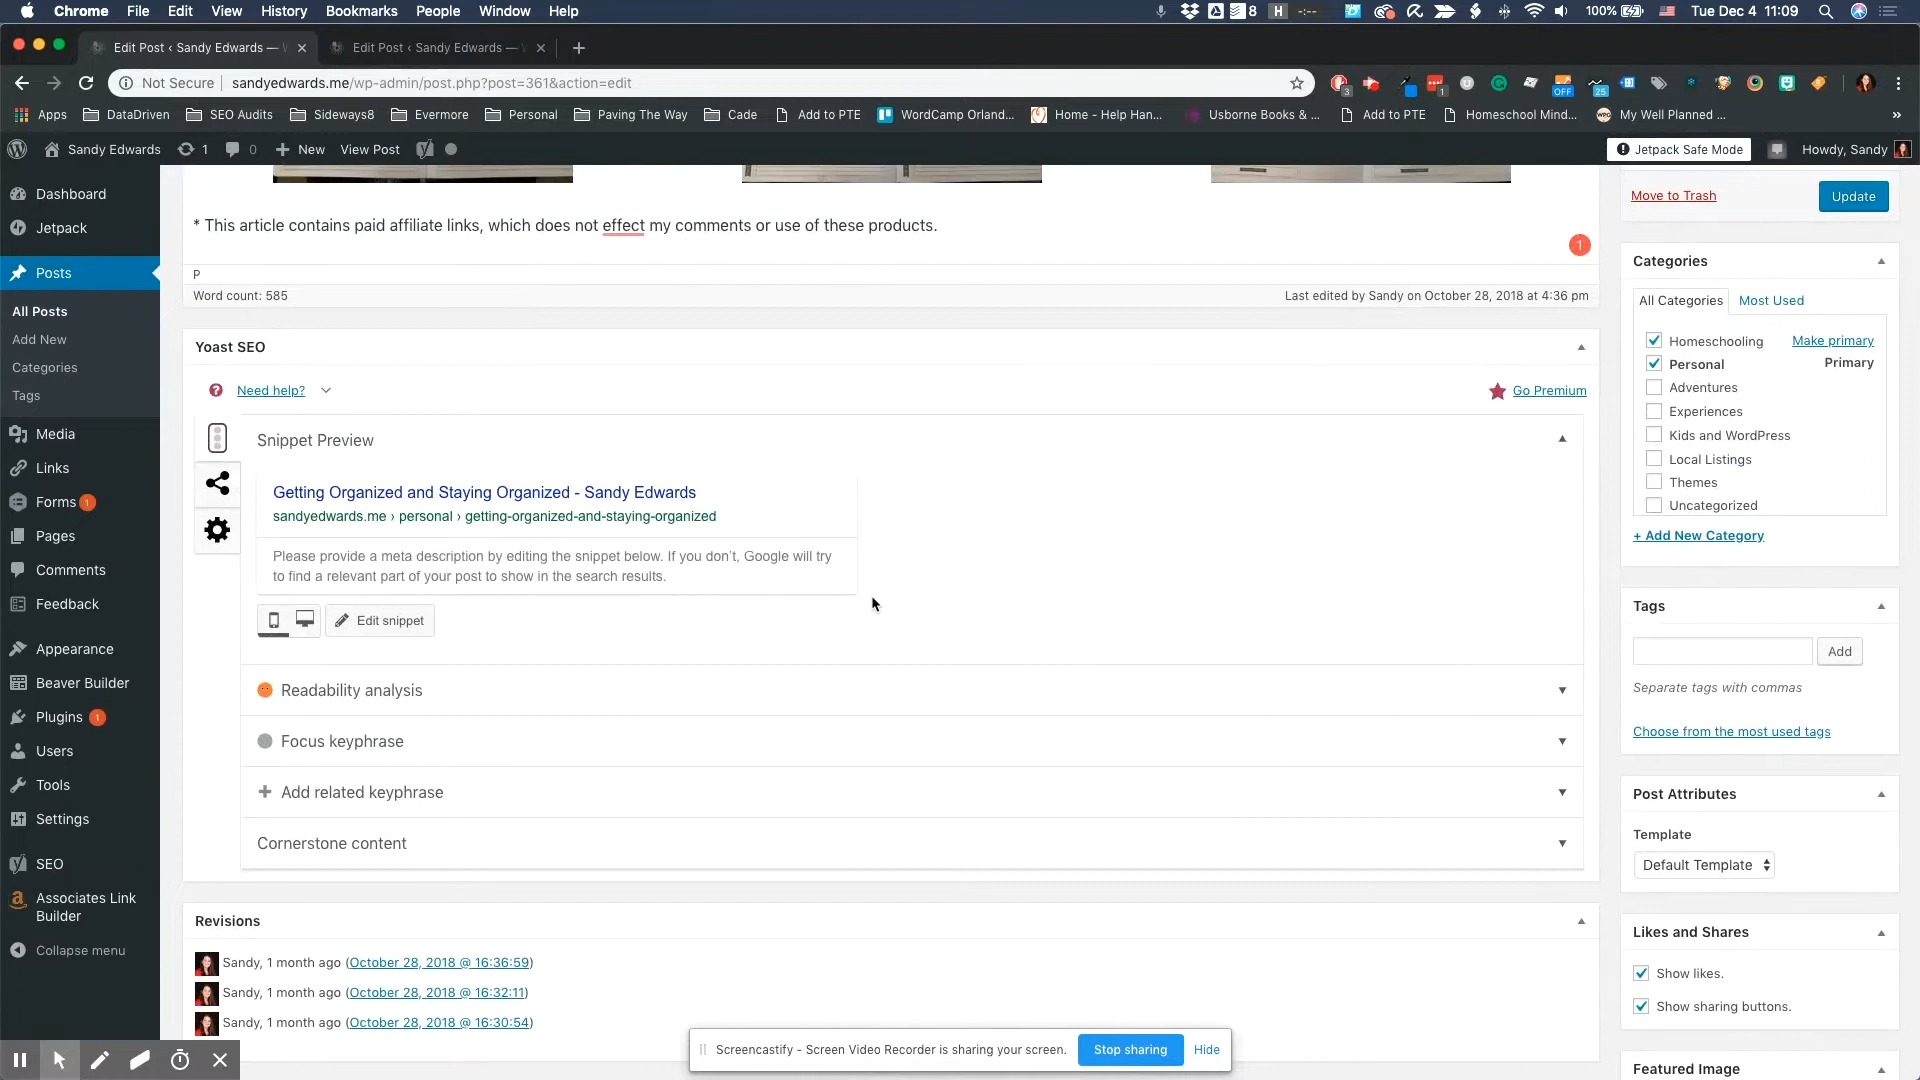 Chrome File Edit View History Bookmarks People Window Help
8 H -:-- 100% Tue Dec 4 11:09
Edit Post ‹ Sandy Edwards —
Edit Post ‹ Sandy Edwards —
Not Secure sandyedwards.me/wp-admin/post.php?post=361&action=edit
3 1 OFF 25
Apps DataDriven SEO Audits Sideways8 Evermore Personal Paving The Way Code Add to PTE WordCamp Orland... Home - Help Han... Usborne Books & ... Add to PTE Homeschool Mind... My Well Planned ... »
Sandy Edwards 1 0 New View Post
Jetpack Safe Mode Howdy, Sandy
Dashboard
Jetpack
Posts
All Posts
Add New
Categories
Tags
Media
Links
Forms 1
Pages
Comments
Feedback
Appearance
Beaver Builder
Plugins 1
Users
Tools
Settings
SEO
Associates Link
Builder
Collapse menu
* This article contains paid affiliate links, which does not effect my comments or use of these products.
1
P
Word count: 585
Last edited by Sandy on October 28, 2018 at 4:36 pm
Yoast SEO
Need help?
Go Premium
Snippet Preview
Getting Organized and Staying Organized - Sandy Edwards
sandyedwards.me › personal › getting-organized-and-staying-organized
Please provide a meta description by editing the snippet below. If you don’t, Google will try
to find a relevant part of your post to show in the search results.
Edit snippet
Readability analysis
Focus keyphrase
Add related keyphrase
Cornerstone content
Revisions
Sandy, 1 month ago (October 28, 2018 @ 16:36:59)
Sandy, 1 month ago (October 28, 2018 @ 16:32:11)
Sandy, 1 month ago (October 28, 2018 @ 16:30:54)
Move to Trash
Update
Categories
All Categories Most Used
Homeschooling Make primary
Personal Primary
Adventures
Experiences
Kids and WordPress
Local Listings
Themes
Uncategorized
+ Add New Category
Tags
Add
Separate tags with commas
Choose from the most used tags
Post Attributes
Template
Default Template
Likes and Shares
Show likes.
Show sharing buttons.
Featured Image
Screencastify - Screen Video Recorder is sharing your screen. Stop sharing Hide